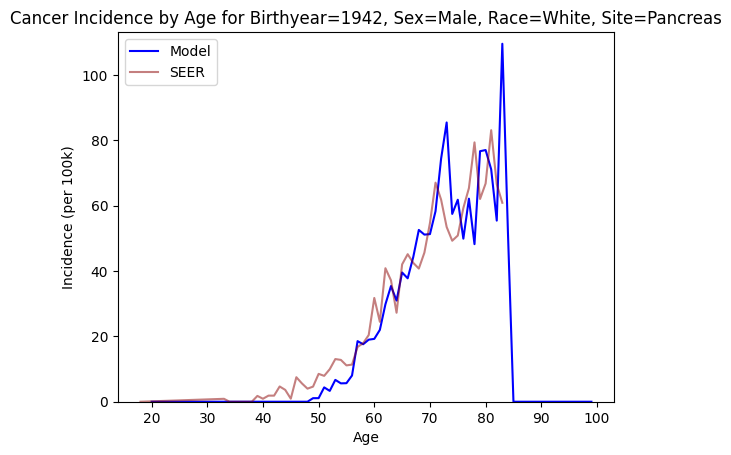 Cancer Incidence by Age for Birthyear=1942, Sex=Male, Race=White, Site=Pancreas
Model
SEER
Incidence (per 100k)
100
80
60
40
20
0
20 30 40 50 60 70 80 90 100
Age